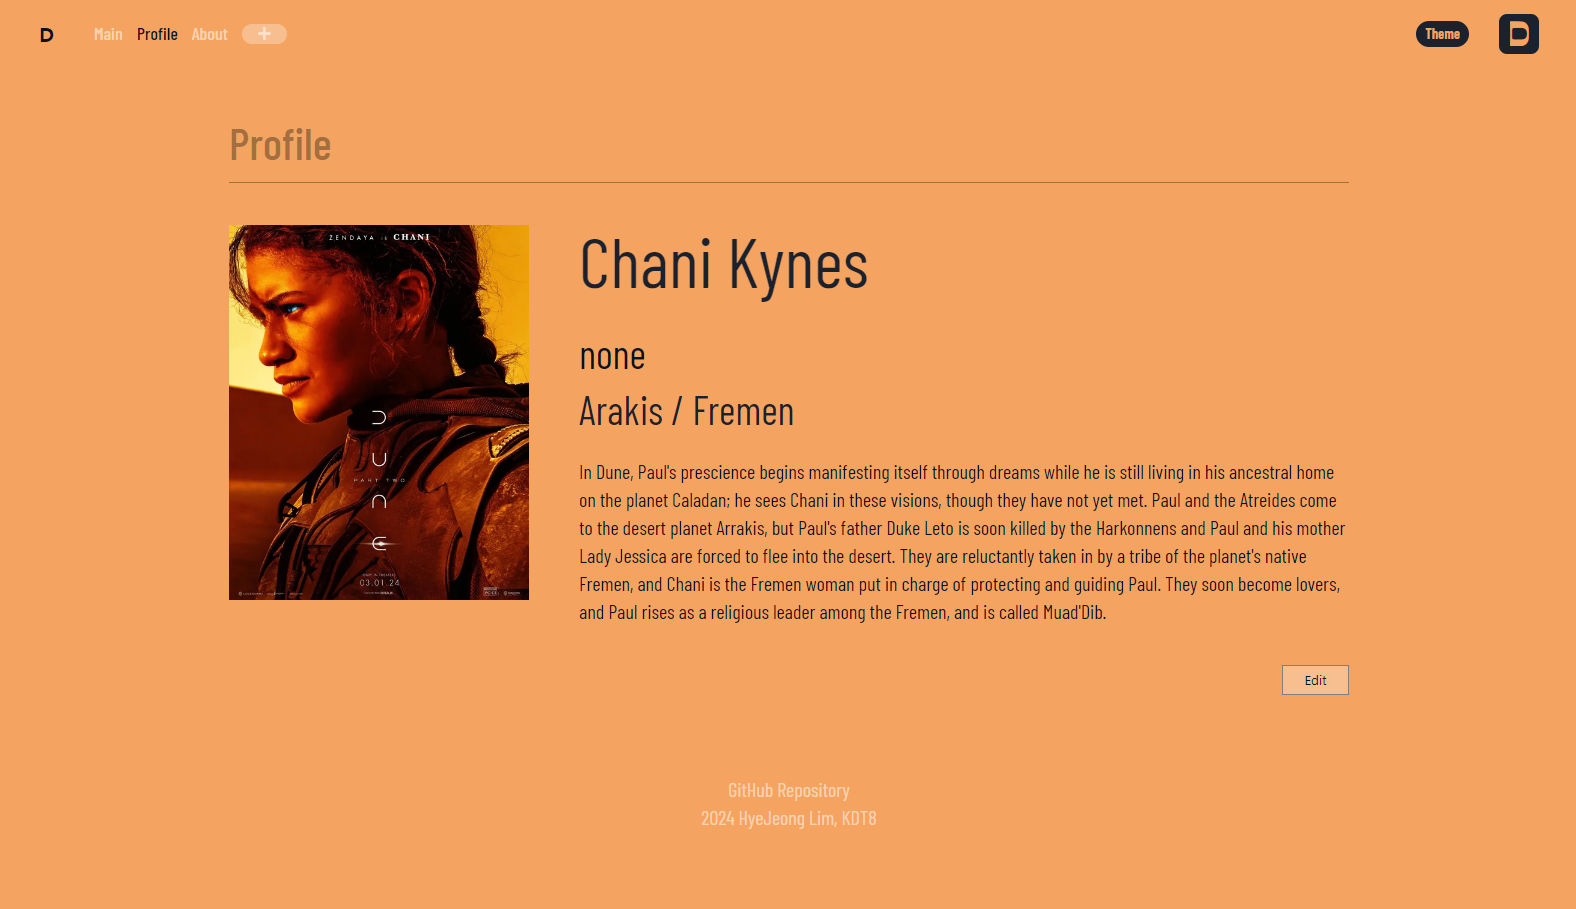 D
Main Profile About +
Theme
D
Profile
ZENDAYA is CHANI
DUNE
PART TWO
03.01.24
Chani Kynes
none
Arakis / Fremen
In Dune, Paul's prescience begins manifesting itself through dreams while he is still living in his ancestral home
on the planet Caladan; he sees Chani in these visions, though they have not yet met. Paul and the Atreides come
to the desert planet Arrakis, but Paul's father Duke Leto is soon killed by the Harkonnens and Paul and his mother
Lady Jessica are forced to flee into the desert. They are reluctantly taken in by a tribe of the planet's native
Fremen, and Chani is the Fremen woman put in charge of protecting and guiding Paul. They soon become lovers,
and Paul rises as a religious leader among the Fremen, and is called Muad'Dib.
Edit
GitHub Repository
2024 HyeJeong Lim, KDT8